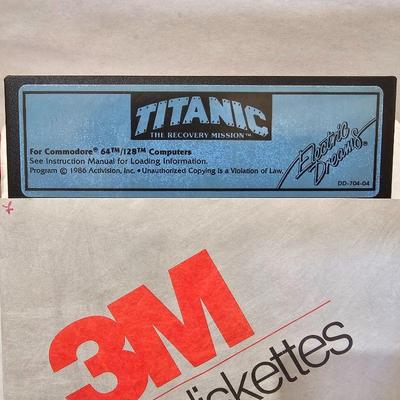 TITANIC
THE RECOVERY MISSION™
For Commodore® 64™/128™ Computers
See Instruction Manual for Loading Information.
Program © 1986 Activision, Inc. • Unauthorized Copying is a Violation of Law.
Electric
Dreams®
DD-704-04
3M
diskettes